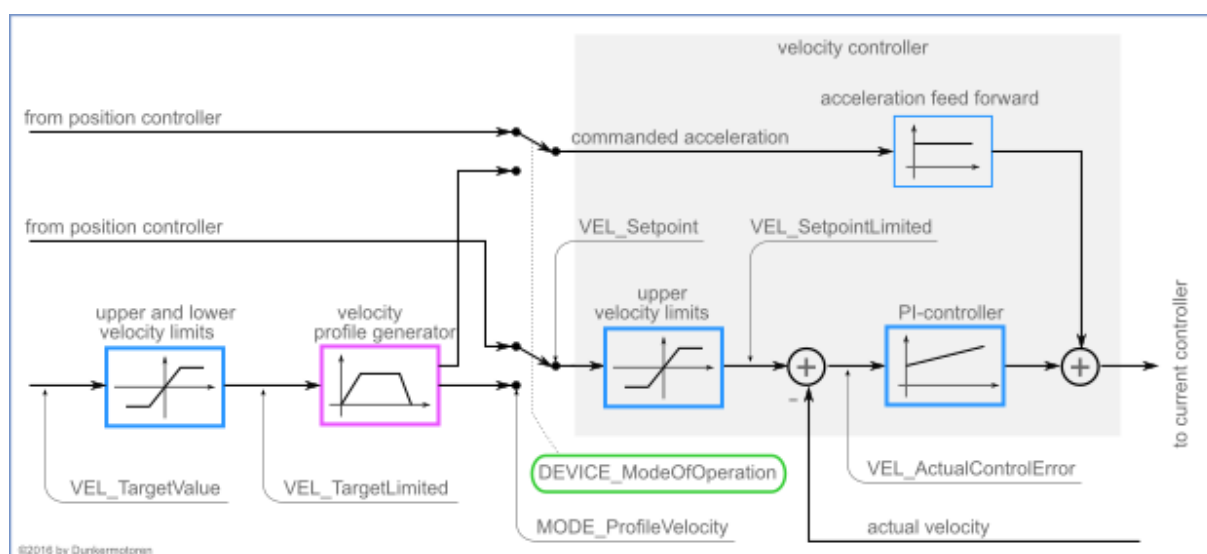 velocity controller
acceleration feed forward
from position controller
commanded acceleration
from position controller
VEL_Setpoint
VEL_SetpointLimited
upper and lower
velocity limits
velocity
profile generator
upper
velocity limits
PI-controller
+
+
–
to current controller
DEVICE_ModeOfOperation
VEL_TargetValue
VEL_TargetLimited
VEL_ActualControlError
MODE_ProfileVelocity
actual velocity
©2016 by Dunkermotoren